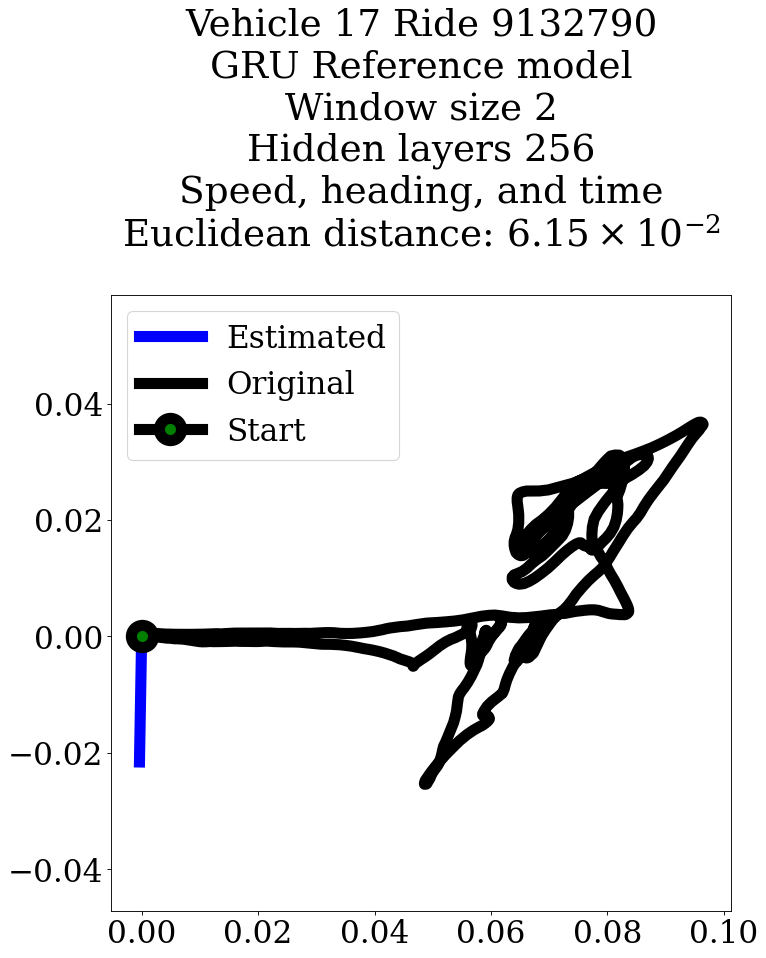 Vehicle 17 Ride 9132790
GRU Reference model
Window size 2
Hidden layers 256
Speed, heading, and time
Euclidean distance: 6.15 × 10⁻²
Estimated
Original
Start
0.04
0.02
0.00
−0.02
−0.04
0.00 0.02 0.04 0.06 0.08 0.10